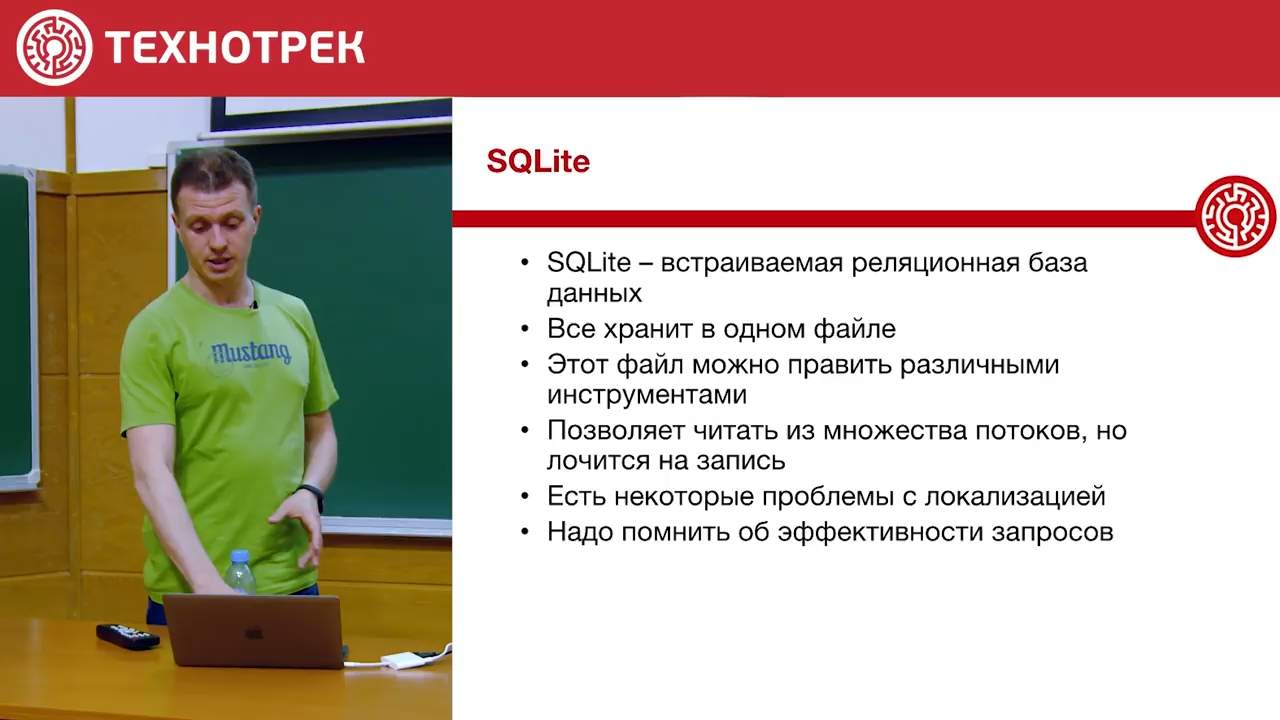 ТЕХНОТРЕК
SQLite
Mustang
• SQLite – встраиваемая реляционная база
данных
• Все хранит в одном файле
• Этот файл можно править различными
инструментами
• Позволяет читать из множества потоков, но
лочится на запись
• Есть некоторые проблемы с локализацией
• Надо помнить об эффективности запросов